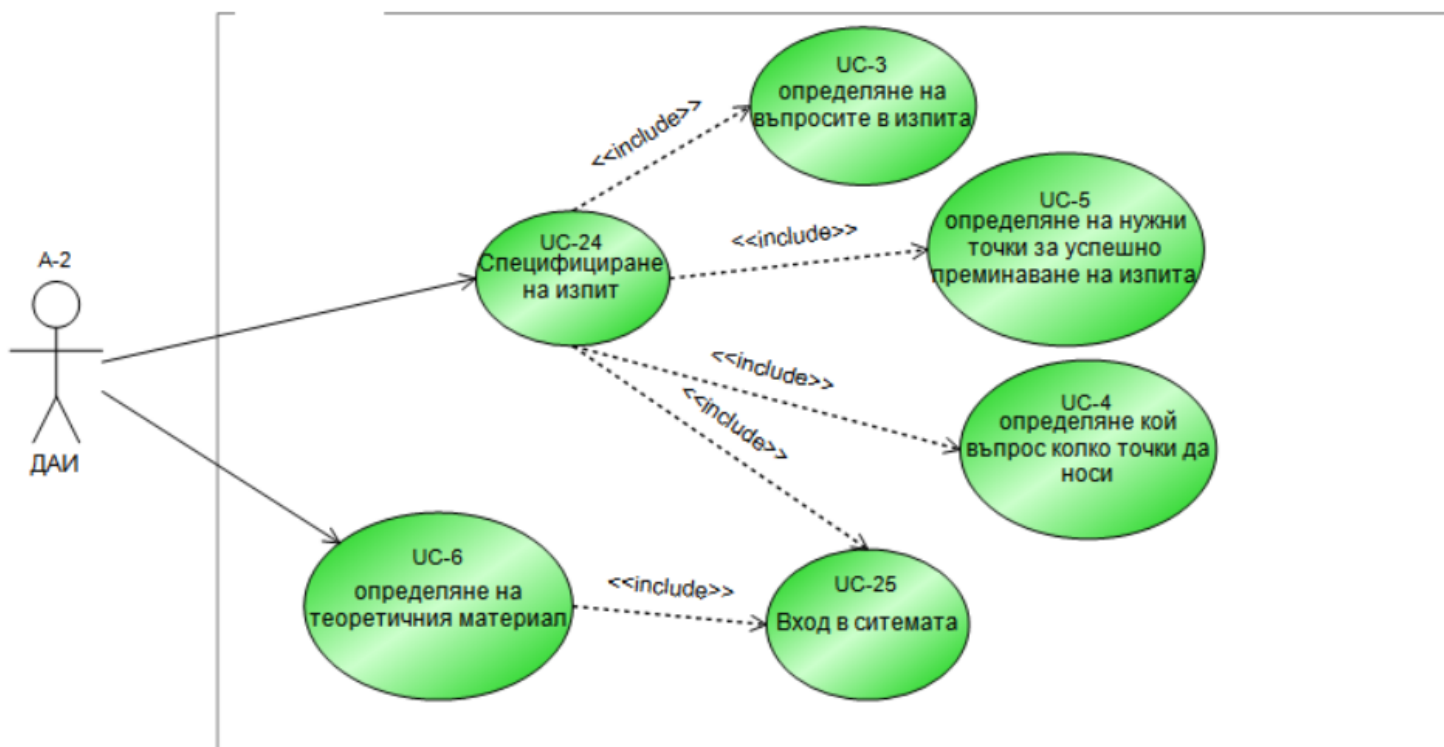 UC-3
определяне на
въпросите в изпита
<<include>>
UC-5
определяне на нужни
точки за успешно
преминаване на изпита
<<include>>
UC-24
Специфициране
на изпит
A-2
ДАИ
<<include>>
<<include>>
UC-4
определяне кой
въпрос колко точки да
носи
UC-6
определяне на
теоретичния материал
<<include>>
UC-25
Вход в ситемата